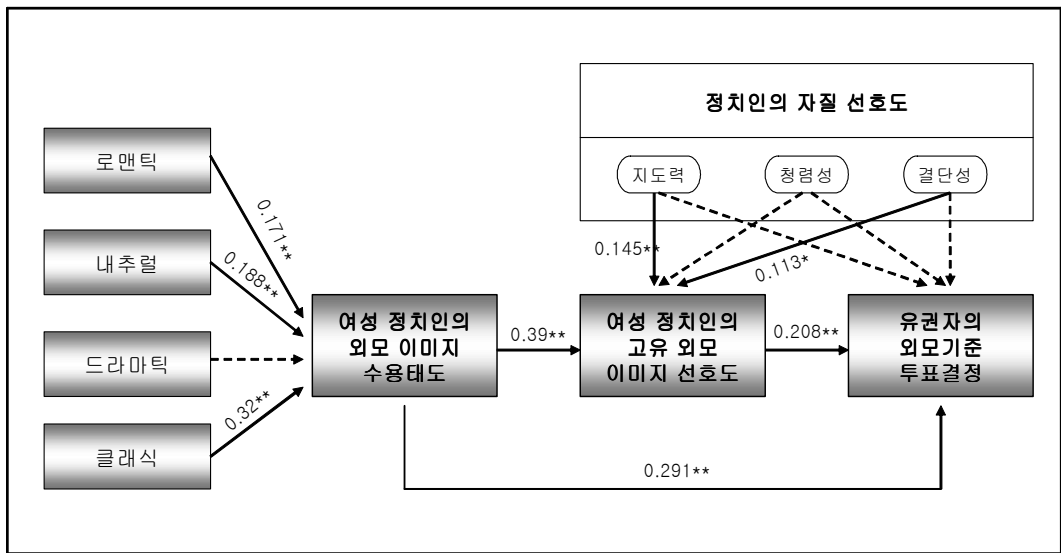 정치인의 자질 선호도
지도력
청렴성
결단성
로맨틱
내추럴
드라마틱
클래식
0.171**
0.188**
0.32**
0.145**
0.113*
여성 정치인의
외모 이미지
수용태도
0.39**
여성 정치인의
고유 외모
이미지 선호도
0.208**
유권자의
외모기준
투표결정
0.291**